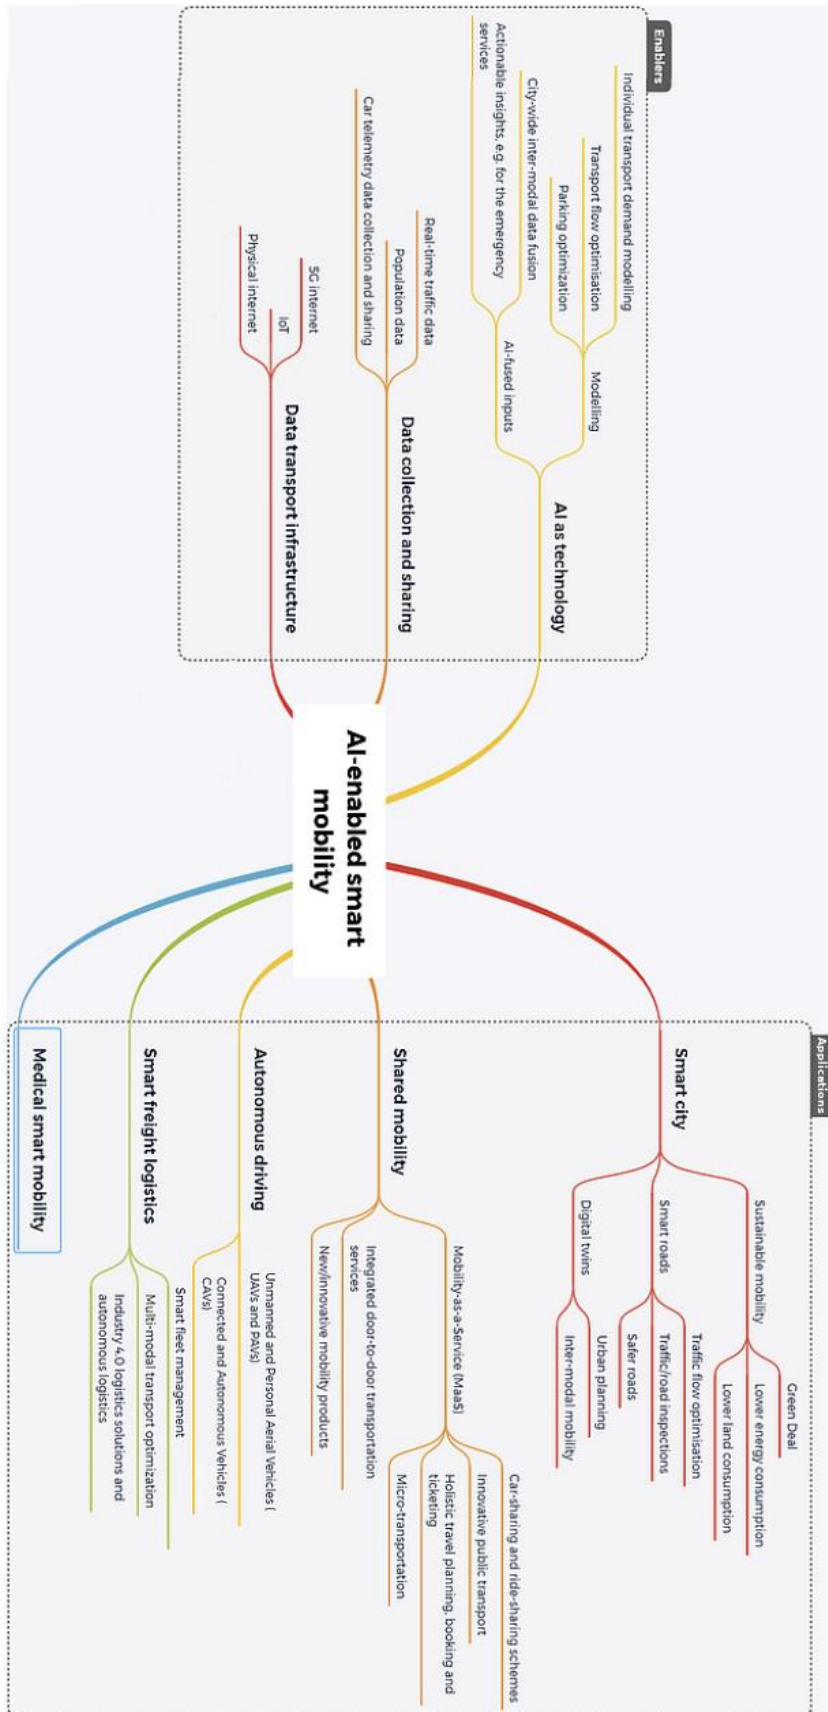 Enablers
Individual transport demand modelling
Transport flow optimisation
Parking optimization
Modelling
City-wide inter-modal data fusion
Actionable insights, e.g. for the emergency
services
AI-fused inputs
AI as technology
Real-time traffic data
Population data
Car telemetry data collection and sharing
Data collection and sharing
5G internet
IoT
Physical internet
Data transport infrastructure
AI-enabled smart
mobility
Applications
Smart city
Sustainable mobility
Green Deal
Lower energy consumption
Lower land consumption
Smart roads
Traffic flow optimisation
Traffic/road inspections
Safer roads
Digital twins
Urban planning
Inter-modal mobility
Shared mobility
Mobility-as-a-Service (MaaS)
Car-sharing and ride-sharing schemes
Innovative public transport
Holistic travel planning, booking and
ticketing
Micro-transportation
Integrated door-to-door transportation
services
New/innovative mobility products
Autonomous driving
Unmanned and Personal Aerial Vehicles (
UAVs and PAVs)
Connected and Autonomous Vehicles (
CAVs)
Smart freight logistics
Smart fleet management
Multi-modal transport optimization
Industry 4.0 logistics solutions and
autonomous logistics
Medical smart mobility